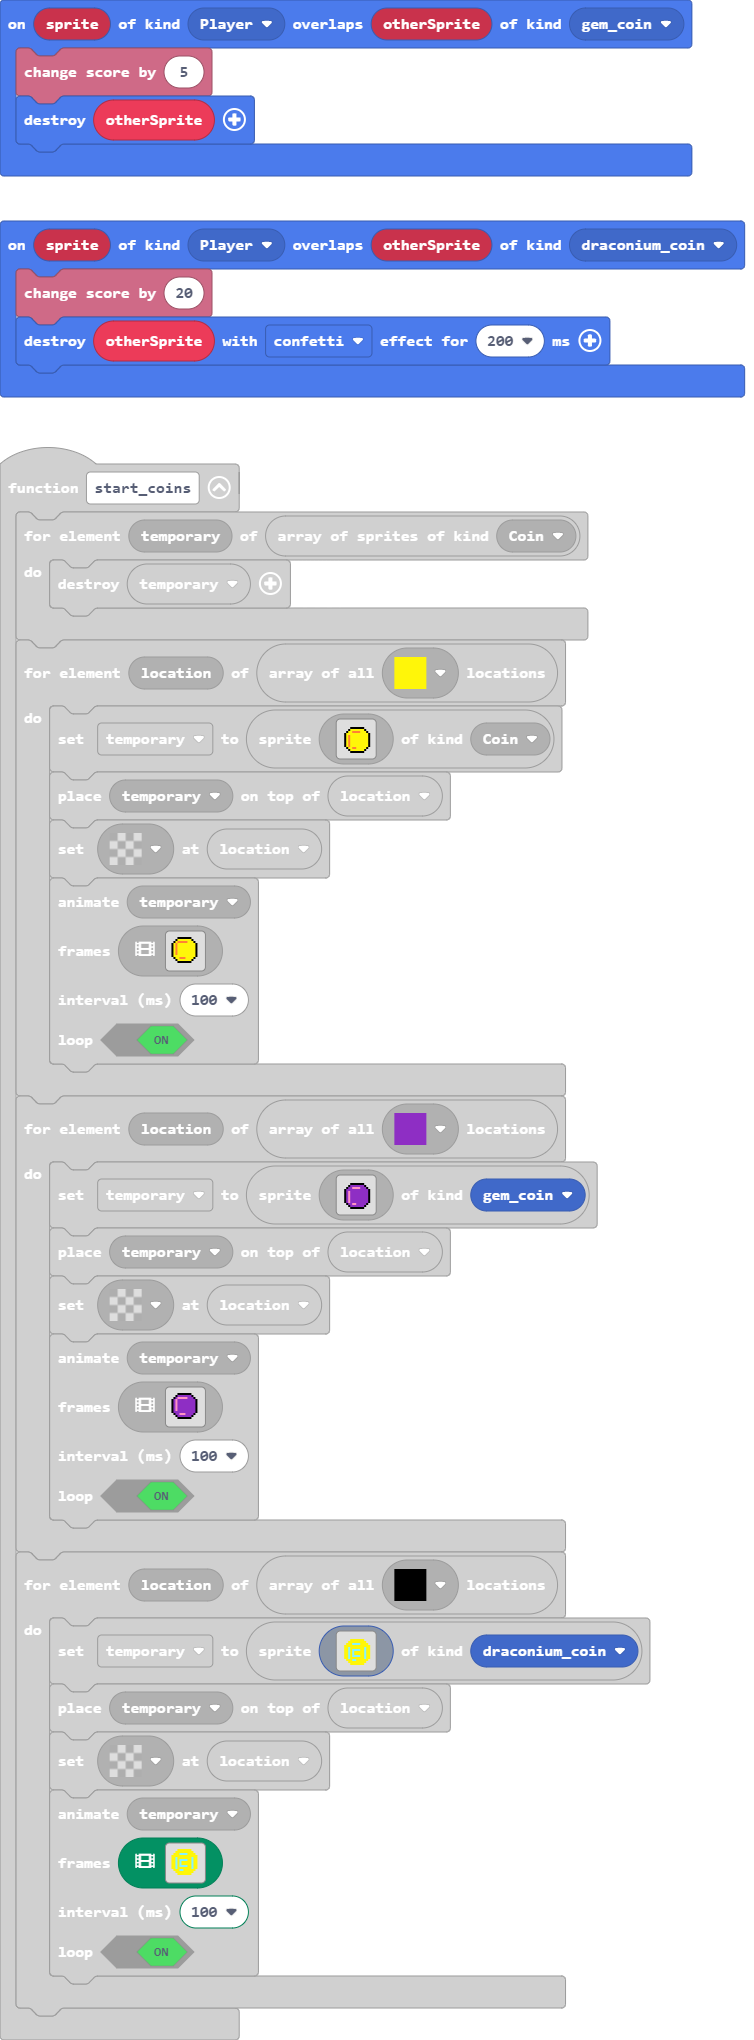 on sprite of kind Player overlaps otherSprite of kind gem_coin
change score by 5
destroy otherSprite
on sprite of kind Player overlaps otherSprite of kind draconium_coin
change score by 20
destroy otherSprite with confetti effect for 200 ms
function start_coins
for element temporary of array of sprites of kind Coin
do
destroy temporary
for element location of array of all locations
do
set temporary to sprite of kind Coin
place temporary on top of location
set at location
animate temporary
frames
interval (ms) 100
loop ON
for element location of array of all locations
do
set temporary to sprite of kind gem_coin
place temporary on top of location
set at location
animate temporary
frames
interval (ms) 100
loop ON
for element location of array of all locations
do
set temporary to sprite of kind draconium_coin
place temporary on top of location
set at location
animate temporary
frames
interval (ms) 100
loop ON